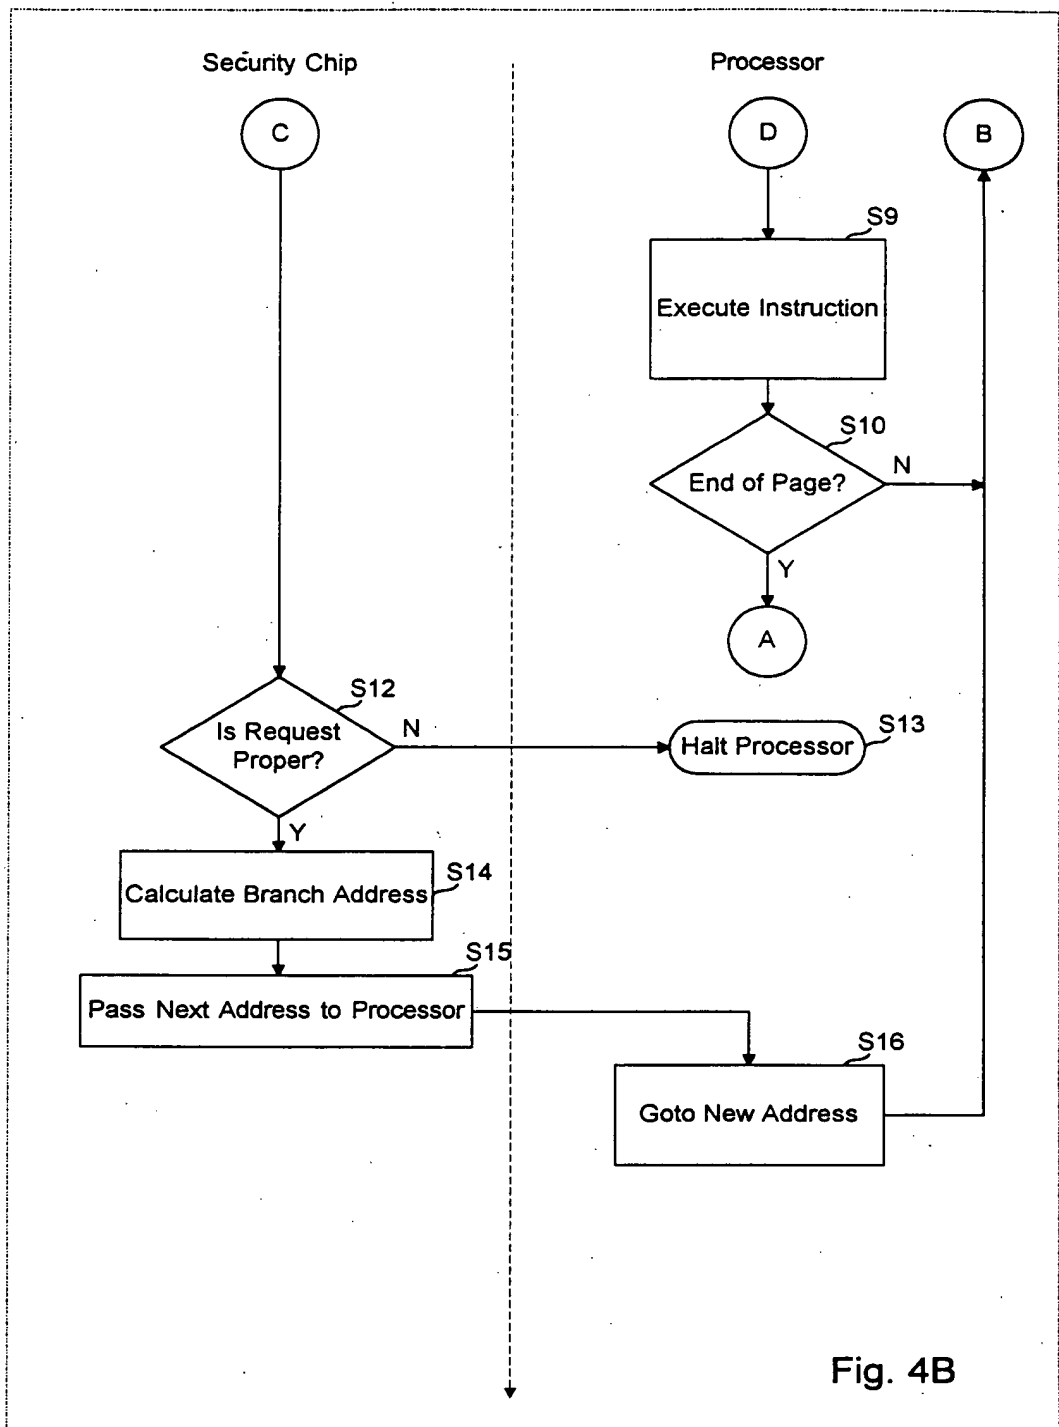 Security Chip
Processor
C
D
B
S9
Execute Instruction
S10
End of Page?
N
Y
A
S12
Is Request
Proper?
N
Halt Processor
S13
Y
Calculate Branch Address
S14
S15
Pass Next Address to Processor
S16
Goto New Address
Fig. 4B